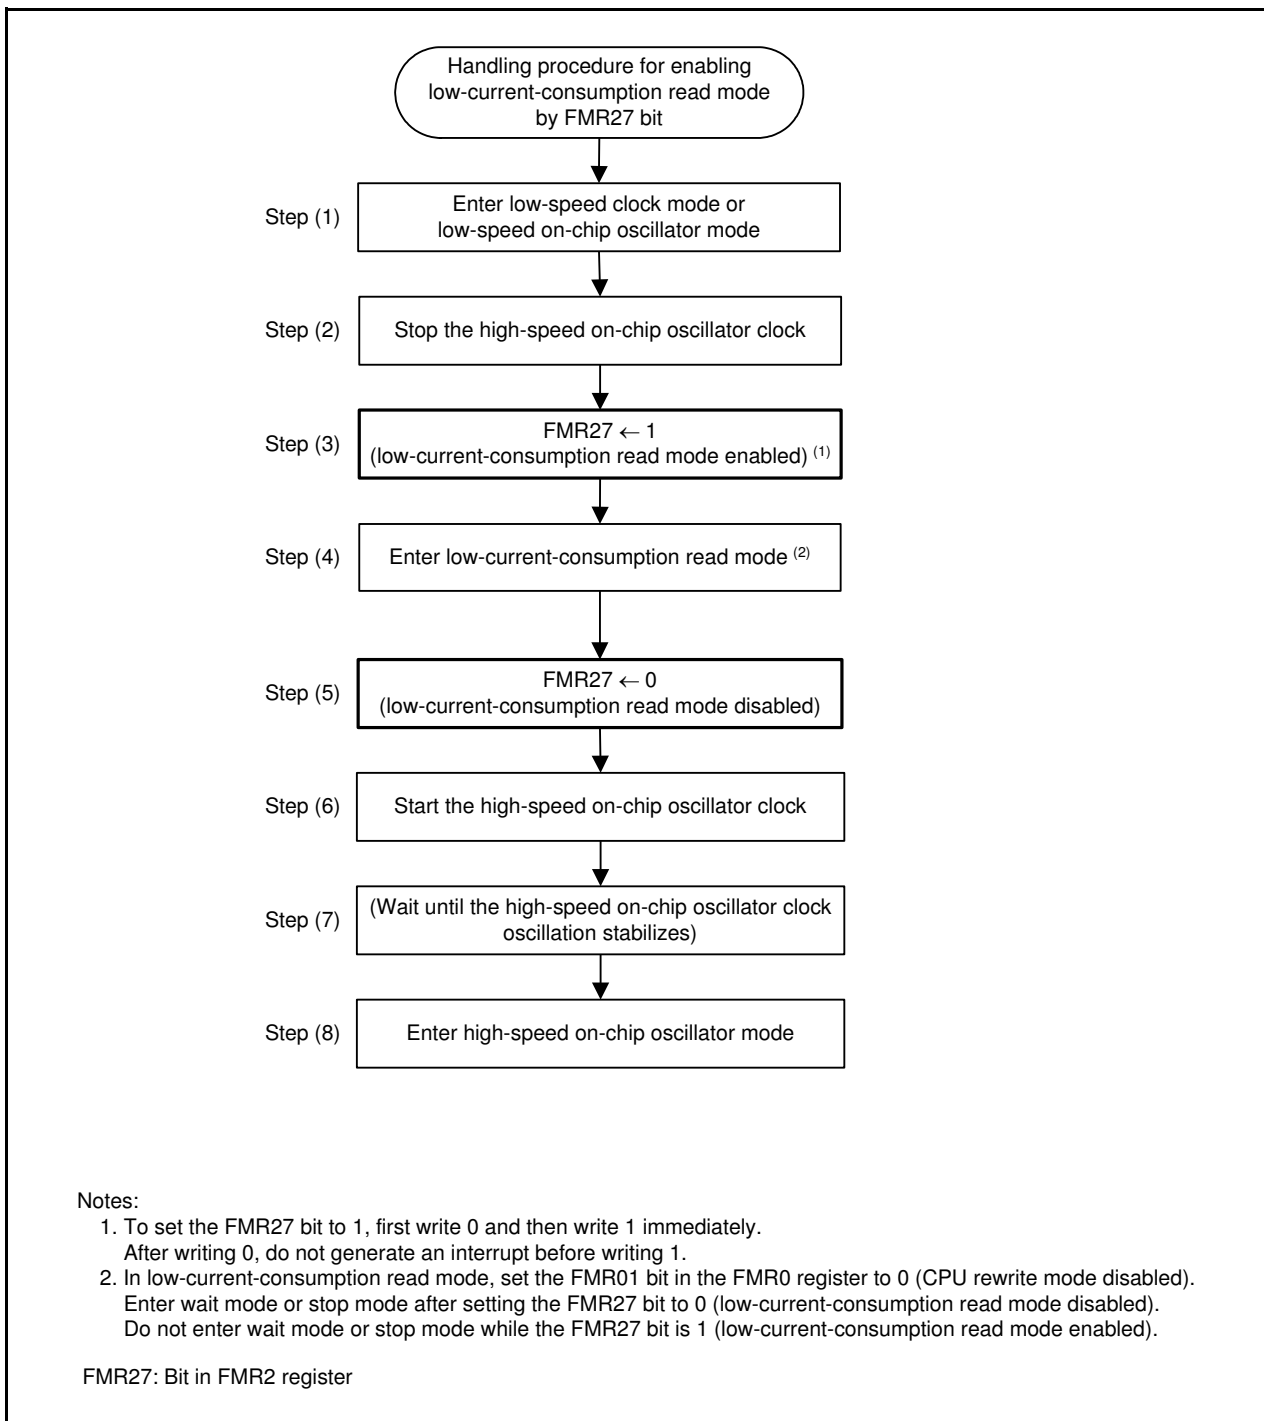 Handling procedure for enabling
low-current-consumption read mode
by FMR27 bit
Step (1)
Enter low-speed clock mode or
low-speed on-chip oscillator mode
Step (2)
Stop the high-speed on-chip oscillator clock
Step (3)
FMR27 ← 1
(low-current-consumption read mode enabled) (1)
Step (4)
Enter low-current-consumption read mode (2)
Step (5)
FMR27 ← 0
(low-current-consumption read mode disabled)
Step (6)
Start the high-speed on-chip oscillator clock
Step (7)
(Wait until the high-speed on-chip oscillator clock
oscillation stabilizes)
Step (8)
Enter high-speed on-chip oscillator mode
Notes:
1. To set the FMR27 bit to 1, first write 0 and then write 1 immediately.
After writing 0, do not generate an interrupt before writing 1.
2. In low-current-consumption read mode, set the FMR01 bit in the FMR0 register to 0 (CPU rewrite mode disabled).
Enter wait mode or stop mode after setting the FMR27 bit to 0 (low-current-consumption read mode disabled).
Do not enter wait mode or stop mode while the FMR27 bit is 1 (low-current-consumption read mode enabled).
FMR27: Bit in FMR2 register